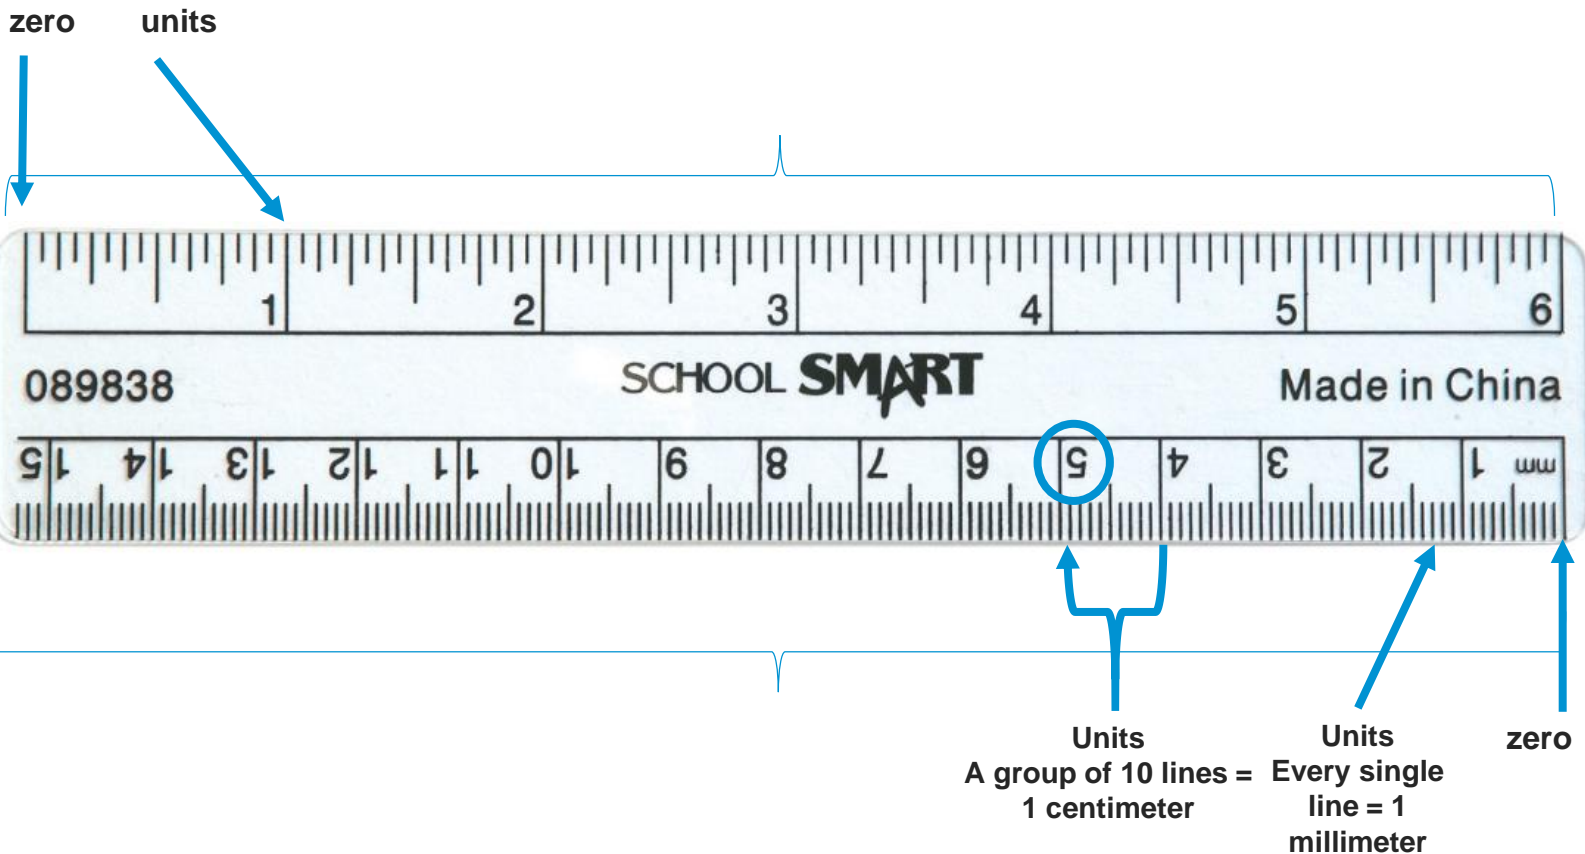 zero units
1 2 3 4 5 6
089838 SCHOOL SMART Made in China
15 14 13 12 11 10 9 8 7 6 5 4 3 2 1 mm
Units
A group of 10 lines =
1 centimeter
Units
Every single
line = 1
millimeter
zero